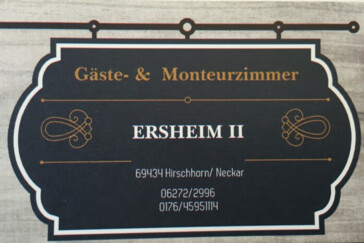 Gäste- & Monteurzimmer
ERSHEIM II
69434 Hirschhorn/ Neckar
06272/2996
0176/45951114